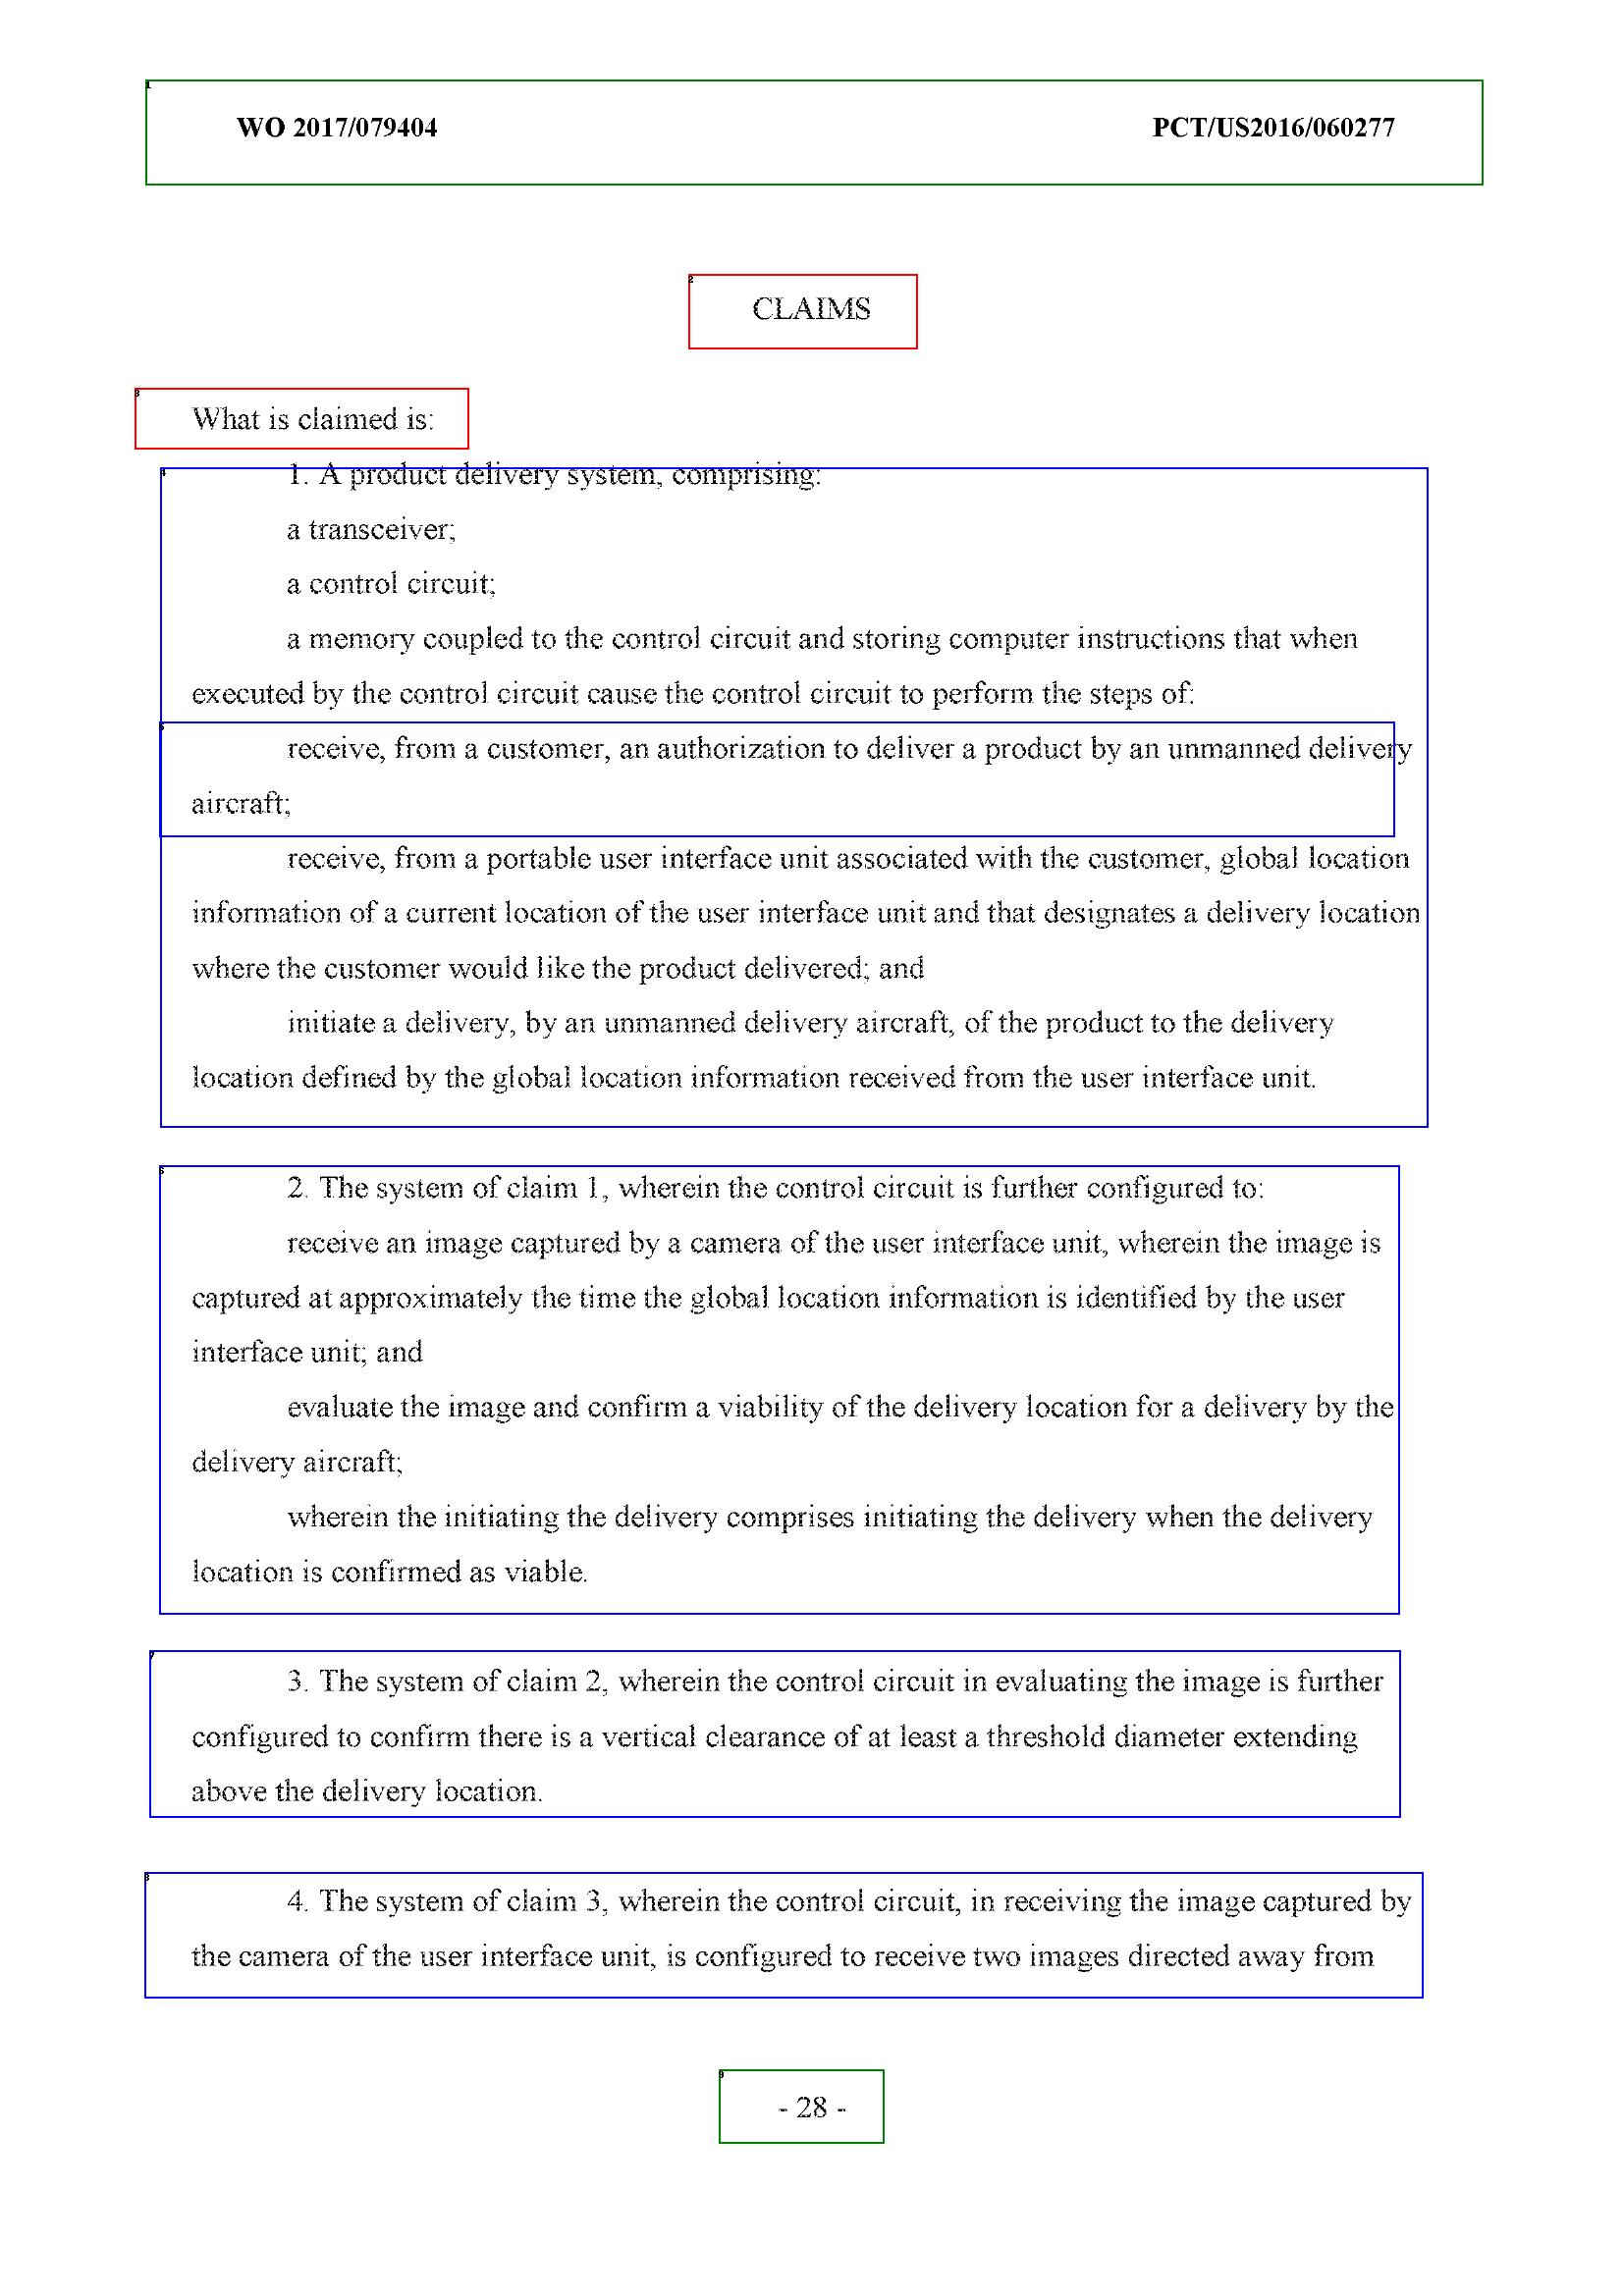 WO 2017/079404 PCT/US2016/060277
CLAIMS
What is claimed is:
1. A product delivery system, comprising:
a transceiver;
a control circuit;
a memory coupled to the control circuit and storing computer instructions that when
executed by the control circuit cause the control circuit to perform the steps of:
receive, from a customer, an authorization to deliver a product by an unmanned delivery
aircraft;
receive, from a portable user interface unit associated with the customer, global location
information of a current location of the user interface unit and that designates a delivery location
where the customer would like the product delivered; and
initiate a delivery, by an unmanned delivery aircraft, of the product to the delivery
location defined by the global location information received from the user interface unit.
2. The system of claim 1, wherein the control circuit is further configured to:
receive an image captured by a camera of the user interface unit, wherein the image is
captured at approximately the time the global location information is identified by the user
interface unit; and
evaluate the image and confirm a viability of the delivery location for a delivery by the
delivery aircraft;
wherein the initiating the delivery comprises initiating the delivery when the delivery
location is confirmed as viable.
3. The system of claim 2, wherein the control circuit in evaluating the image is further
configured to confirm there is a vertical clearance of at least a threshold diameter extending
above the delivery location.
4. The system of claim 3, wherein the control circuit, in receiving the image captured by
the camera of the user interface unit, is configured to receive two images directed away from
- 28 -